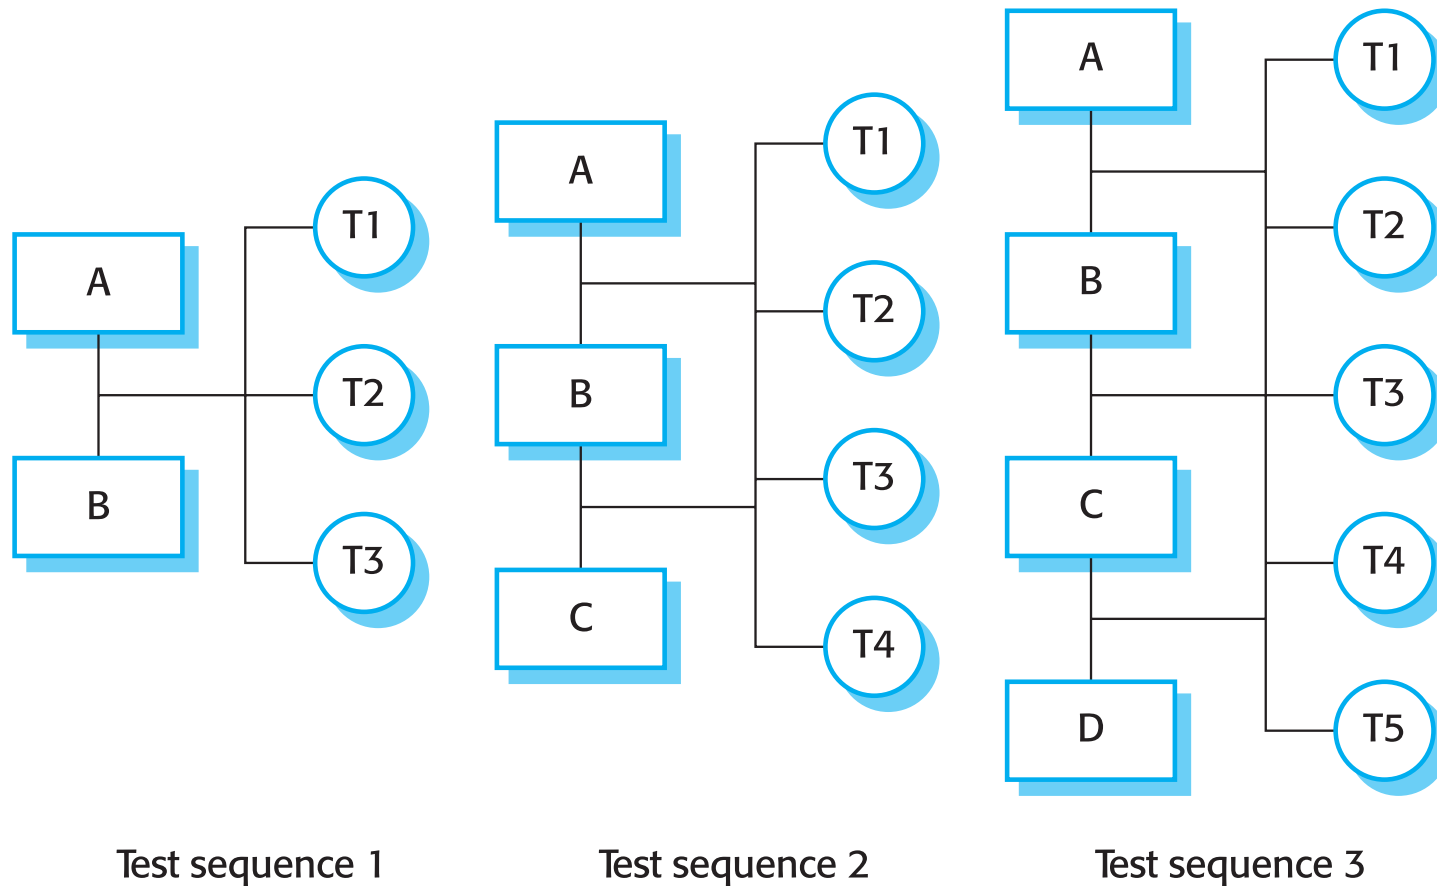 A
B
T1
T2
T3
Test sequence 1
A
B
C
T1
T2
T3
T4
Test sequence 2
A
B
C
D
T1
T2
T3
T4
T5
Test sequence 3